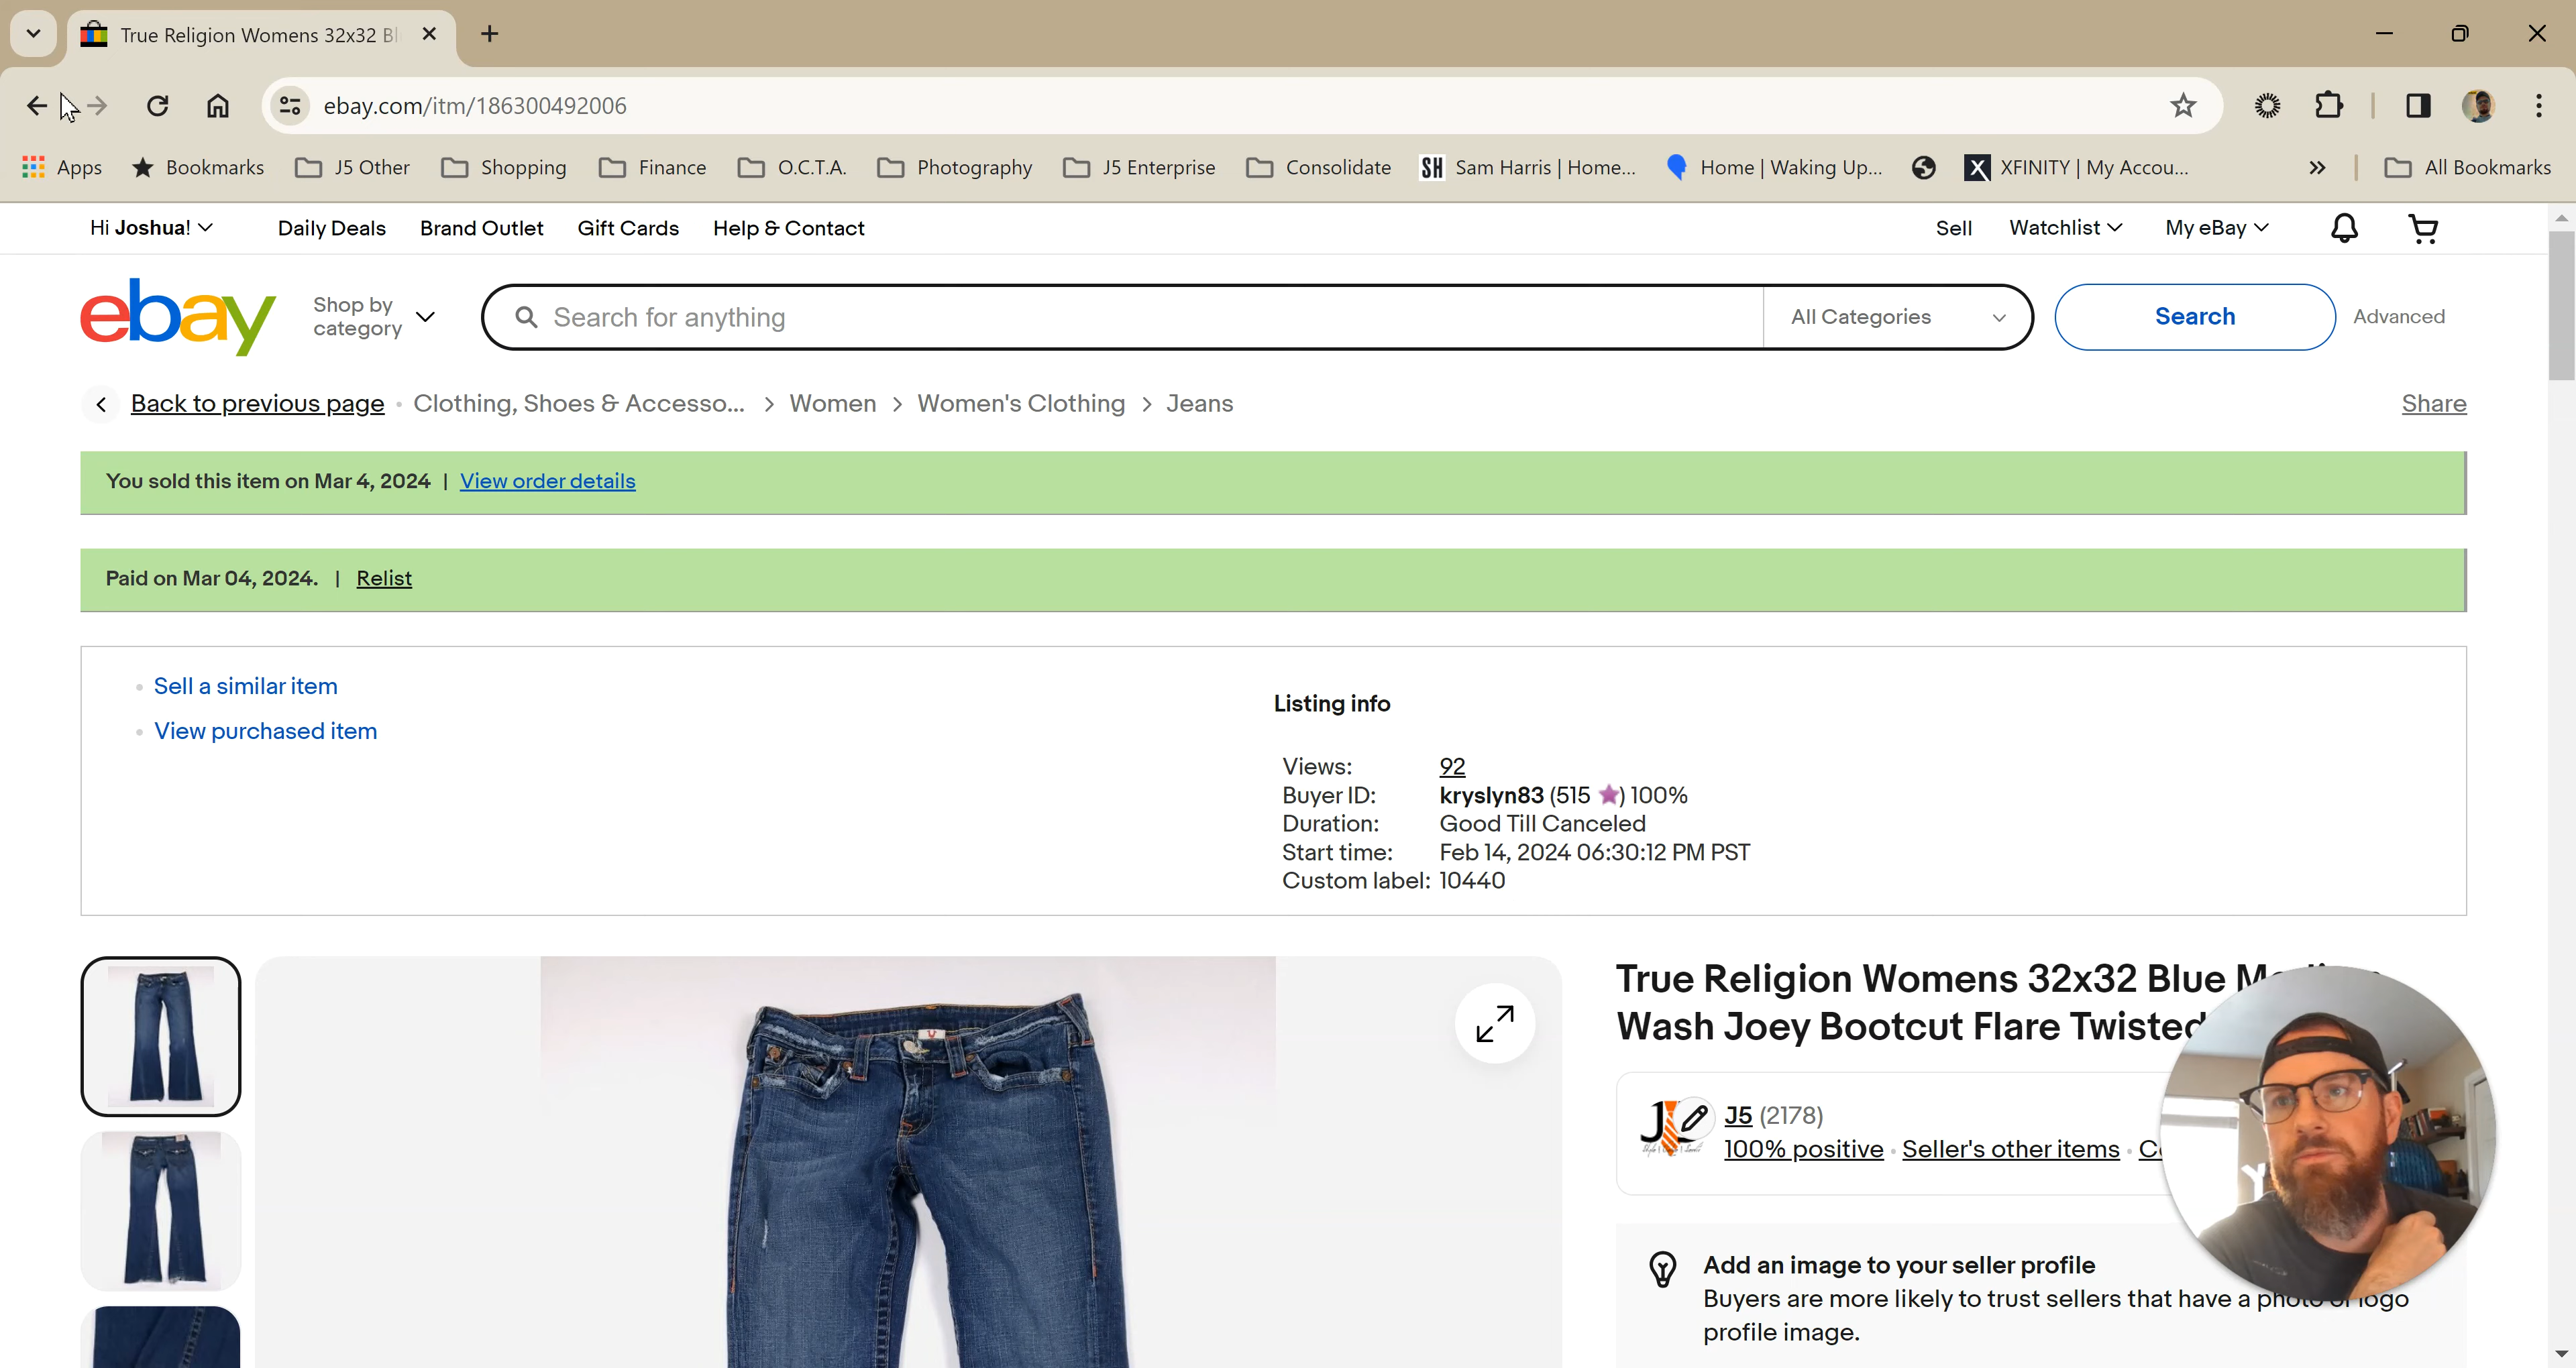 True Religion Womens 32x32 Bl
ebay.com/itm/186300492006
Apps Bookmarks J5 Other Shopping Finance O.C.T.A. Photography J5 Enterprise Consolidate SH Sam Harris | Home... Home | Waking Up... X XFINITY | My Accou... » All Bookmarks
Hi Joshua! Daily Deals Brand Outlet Gift Cards Help & Contact Sell Watchlist My eBay
ebay
Shop by
category
Search for anything All Categories Search Advanced
Back to previous page • Clothing, Shoes & Accesso... > Women > Women's Clothing > Jeans Share
You sold this item on Mar 4, 2024 | View order details
Paid on Mar 04, 2024. | Relist
Sell a similar item
View purchased item
Listing info
Views: 92
Buyer ID: kryslyn83 (515 ) 100%
Duration: Good Till Canceled
Start time: Feb 14, 2024 06:30:12 PM PST
Custom label: 10440
True Religion Womens 32x32 Blue
Wash Joey Bootcut Flare Twisted
J5 (2178)
100% positive • Seller's other items
Add an image to your seller profile
Buyers are more likely to trust sellers that have a photo or logo
profile image.